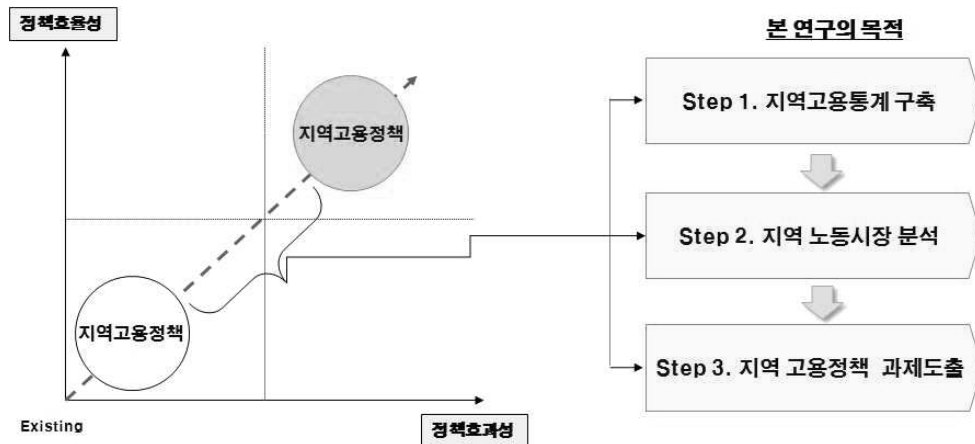 정책효율성
본 연구의 목적
Step 1. 지역고용통계 구축
지역고용정책
Step 2. 지역 노동시장 분석
지역고용정책
Step 3. 지역 고용정책 과제도출
Existing
정책효과성